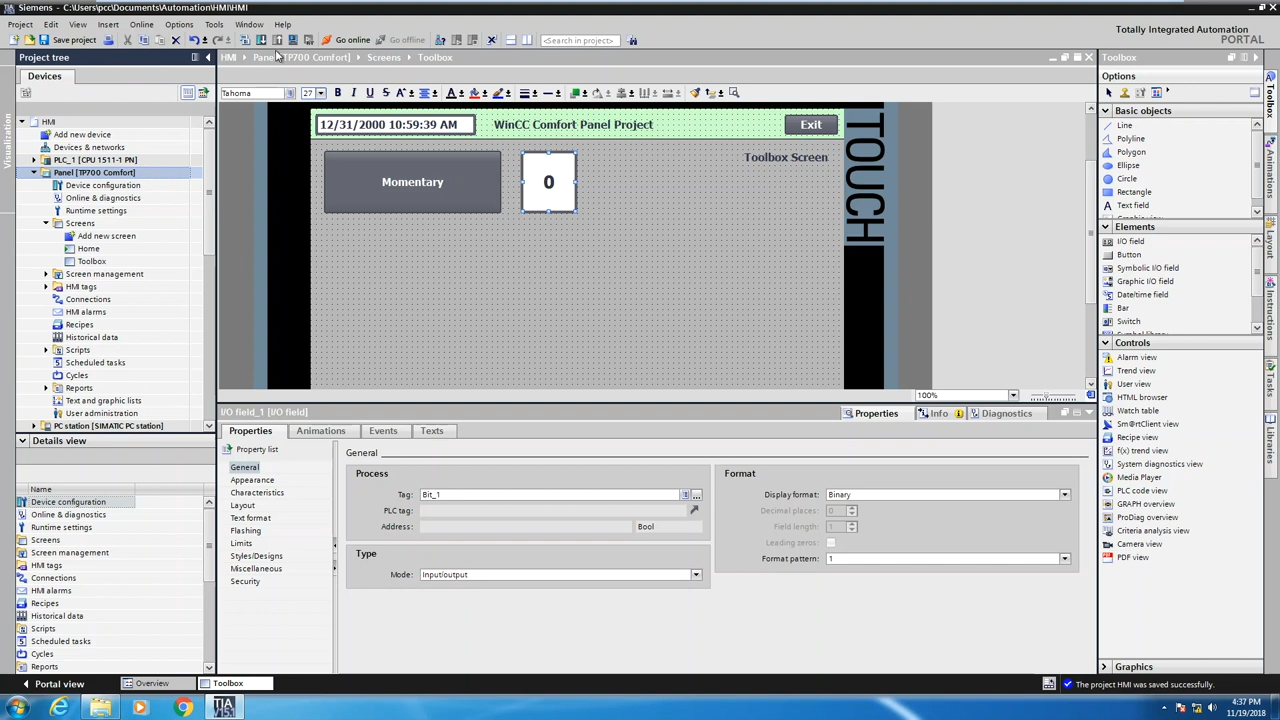 Siemens - C:\Users\pcc\Documents\Automation\HMI\HMI
Project Edit View Insert Online Options Tools Window Help
Totally Integrated Automation
PORTAL
Save project
Go online
Go offline
<Search in project>
Project tree
HMI
Panel [TP700 Comfort]
Screens
Toolbox
Toolbox
Devices
Options
Tahoma
27
B
I
U
S
HMI
Add new device
Devices & networks
PLC_1 [CPU 1511-1 PN]
Panel [TP700 Comfort]
Device configuration
Online & diagnostics
Runtime settings
Screens
Add new screen
Home
Toolbox
Screen management
HMI tags
Connections
HMI alarms
Recipes
Historical data
Scripts
Scheduled tasks
Cycles
Reports
Text and graphic lists
User administration
PC station [SIMATIC PC station]
Visualization
12/31/2000 10:59:39 AM
WinCC Comfort Panel Project
Exit
Momentary
0
Toolbox Screen
TOUCH
100%
Basic objects
Line
Polyline
Polygon
Ellipse
Circle
Rectangle
Text field
Elements
I/O field
Button
Symbolic I/O field
Graphic I/O field
Date/time field
Bar
Switch
Controls
Alarm view
Trend view
User view
HTML browser
Watch table
Sm@rtClient view
Recipe view
f(x) trend view
System diagnostics view
Media Player
PLC code view
GRAPH overview
ProDiag overview
Criteria analysis view
Camera view
PDF view
Graphics
Toolbox
Animations
Layout
Instructions
Tasks
Libraries
Details view
Name
Device configuration
Online & diagnostics
Runtime settings
Screens
Screen management
HMI tags
Connections
HMI alarms
Recipes
Historical data
Scripts
Scheduled tasks
Cycles
Reports
I/O field_1 [I/O field]
Properties
Info
Diagnostics
Properties
Animations
Events
Texts
Property list
General
Appearance
Characteristics
Layout
Text format
Flashing
Limits
Styles/Designs
Miscellaneous
Security
General
Process
Tag: Bit_1
PLC tag:
Address: Bool
Type
Mode: Input/output
Format
Display format: Binary
Decimal places: 0
Field length: 1
Leading zeros:
Format pattern: 1
Portal view
Overview
Toolbox
The project HMI was saved successfully.
4:37 PM
11/19/2018